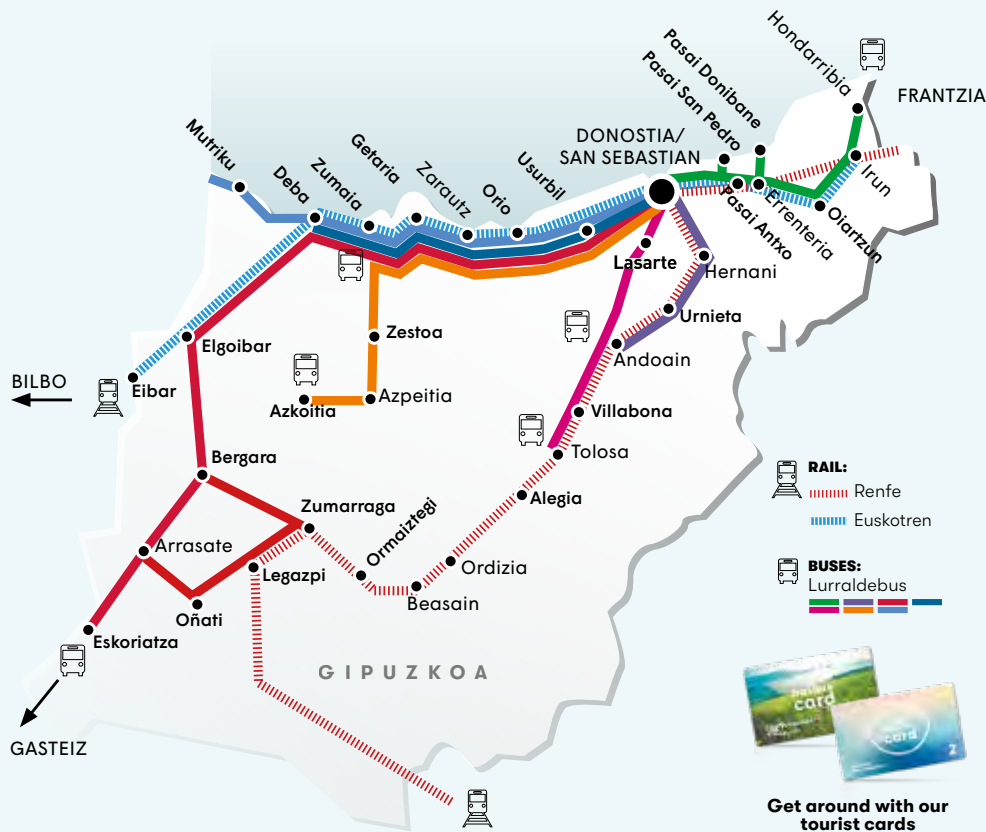 Hondarribia
FRANTZIA
Pasai Donibane
Pasai San Pedro
DONOSTIA/
SAN SEBASTIAN
Irun
Mutriku
Deba
Zumaia
Getaria
Zarautz
Orio
Usurbil
Pasai Antxo
Errenteria
Oiartzun
Lasarte
Hernani
Urnieta
Andoain
Elgoibar
Zestoa
BILBO
Eibar
Azkoitia
Azpeitia
Villabona
Tolosa
Bergara
Alegia
Zumarraga
Ormaiztegi
Arrasate
Legazpi
Ordizia
Beasain
Oñati
Eskoriatza
GIPUZKOA
GASTEIZ
RAIL:
Renfe
Euskotren
BUSES:
Lurraldebus
card
card
2
Get around with our
tourist cards